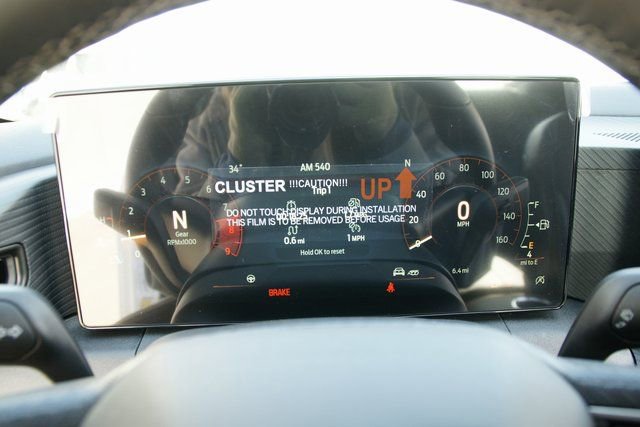 34° AM 540 N
CLUSTER !!!CAUTION!!! UP
Trip 1
DO NOT TOUCH DISPLAY DURING INSTALLATION
THIS FILM IS TO BE REMOVED BEFORE USAGE
0.6 mi 1 MPH
Hold OK to reset
BRAKE
0 1 2 3 4 5 6 7 8 9
N
Gear
RPMx1000
0 20 40 60 80 100 120 140 160
0
MPH
6.4 mi
F
E
4
mi to E